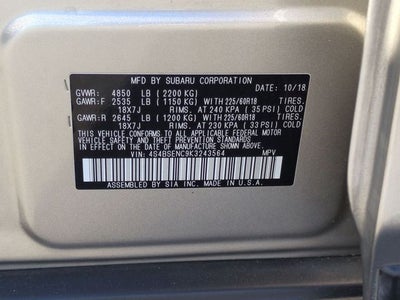 MFD BY SUBARU CORPORATION
GVWR: 4850 LB (2200 KG) 10/18
GAWR:F 2535 LB (1150 KG) WITH 225/60R18 TIRES.
18X7J RIMS, AT 240 KPA (35 PSI) COLD
GAWR:R 2645 LB (1200 KG) WITH 225/60R18 TIRES.
18X7J RIMS, AT 230 KPA (33 PSI) COLD
THIS VEHICLE CONFORMS TO ALL APPLICABLE FEDERAL MOTOR
VEHICLE SAFETY AND THEFT PREVENTION STANDARDS
IN EFFECT ON THE DATE OF MANUFACTURE SHOWN ABOVE.
4S4BSENC9K3243564 MPV
ASSEMBLED BY SIA INC. MADE IN U.S.A.